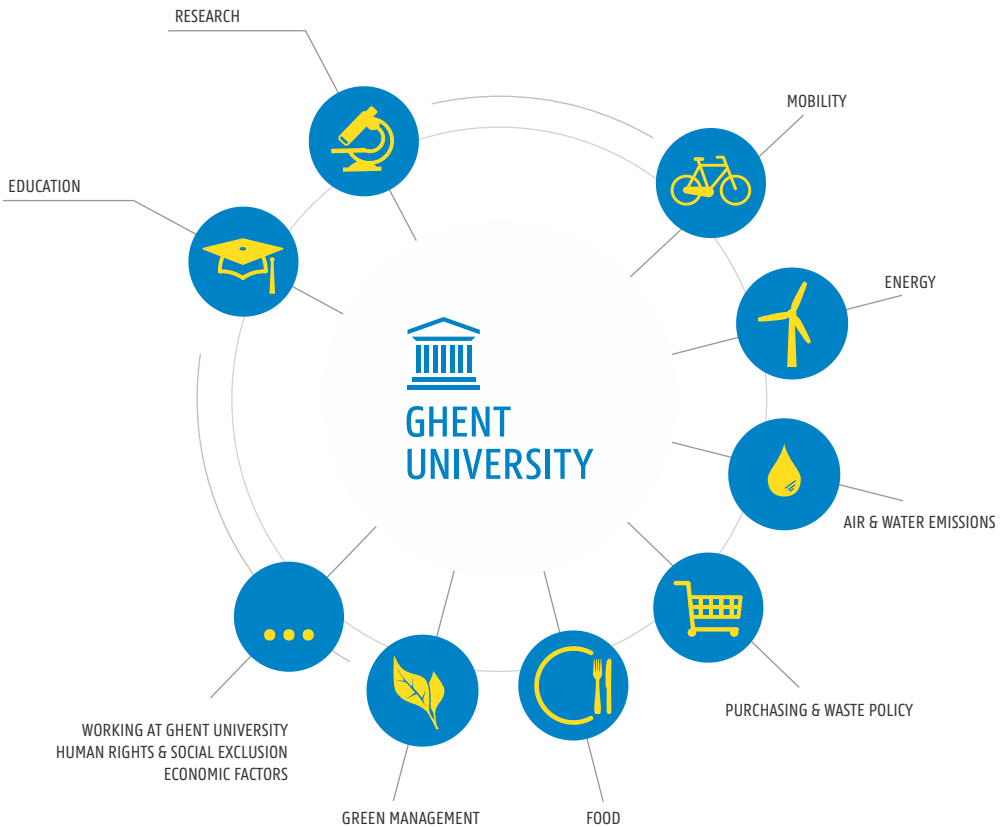 RESEARCH
MOBILITY
EDUCATION
ENERGY
GHENT
UNIVERSITY
AIR & WATER EMISSIONS
PURCHASING & WASTE POLICY
WORKING AT GHENT UNIVERSITY
HUMAN RIGHTS & SOCIAL EXCLUSION
ECONOMIC FACTORS
GREEN MANAGEMENT
FOOD